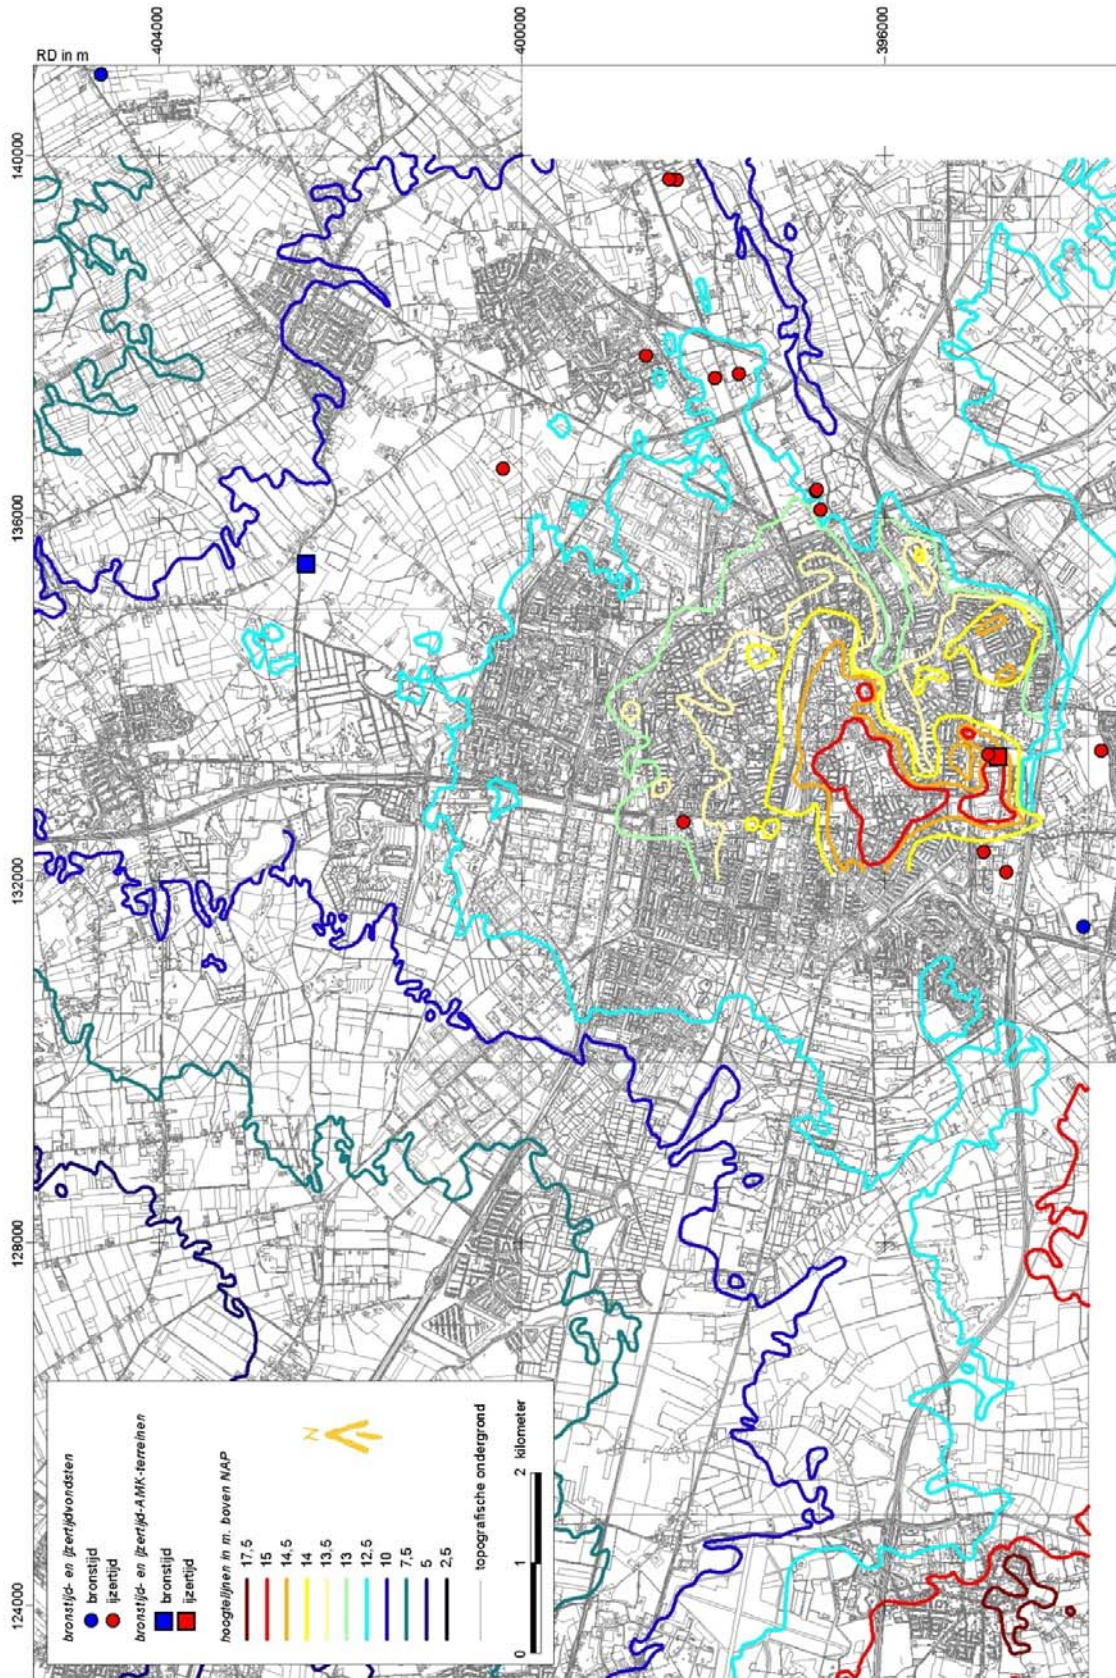 RD in m
404000
400000
396000
140000
136000
132000
128000
124000
bronstijd- en ijzertijdvondsten
bronstijd
ijzertijd
bronstijd- en ijzertijd-AMK-terreinen
bronstijd
ijzertijd
hoogtelijnen in m. boven NAP
17,5
15
14,5
14
13,5
13
12,5
10
7,5
5
2,5
topografische ondergrond
N
0 1 2 kilometer